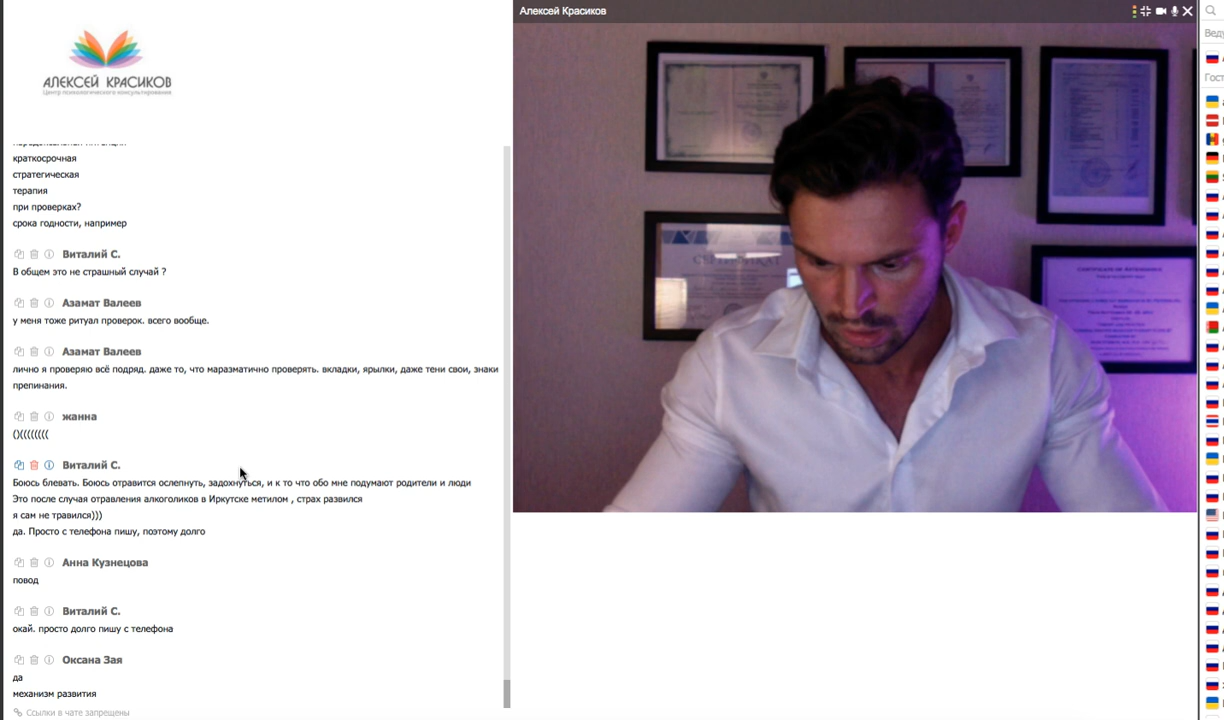 АЛЕКСЕЙ КРАСИКОВ
Центр психологического консультирования
краткосрочная
стратегическая
терапия
при проверках?
срока годности, например
Виталий С.
В общем это не страшный случай ?
Азамат Валеев
у меня тоже ритуал проверок. всего вообще.
Азамат Валеев
лично я проверяю всё подряд. даже то, что маразматично проверять. вкладки, ярылки, даже тени свои, знаки
препинания.
жанна
()((((((((
Виталий С.
Боюсь блевать. Боюсь отравится ослепнуть, задохнуться, и к то что обо мне подумают родители и люди
Это после случая отравления алкоголиков в Иркутске метилом , страх развился
я сам не травился)))
да. Просто с телефона пишу, поэтому долго
Анна Кузнецова
повод
Виталий С.
окай. просто долго пишу с телефона
Оксана Зая
да
механизм развития
Ссылки в чате запрещены
Алексей Красиков
СЕРТИФИКАТ
Веду
Гост